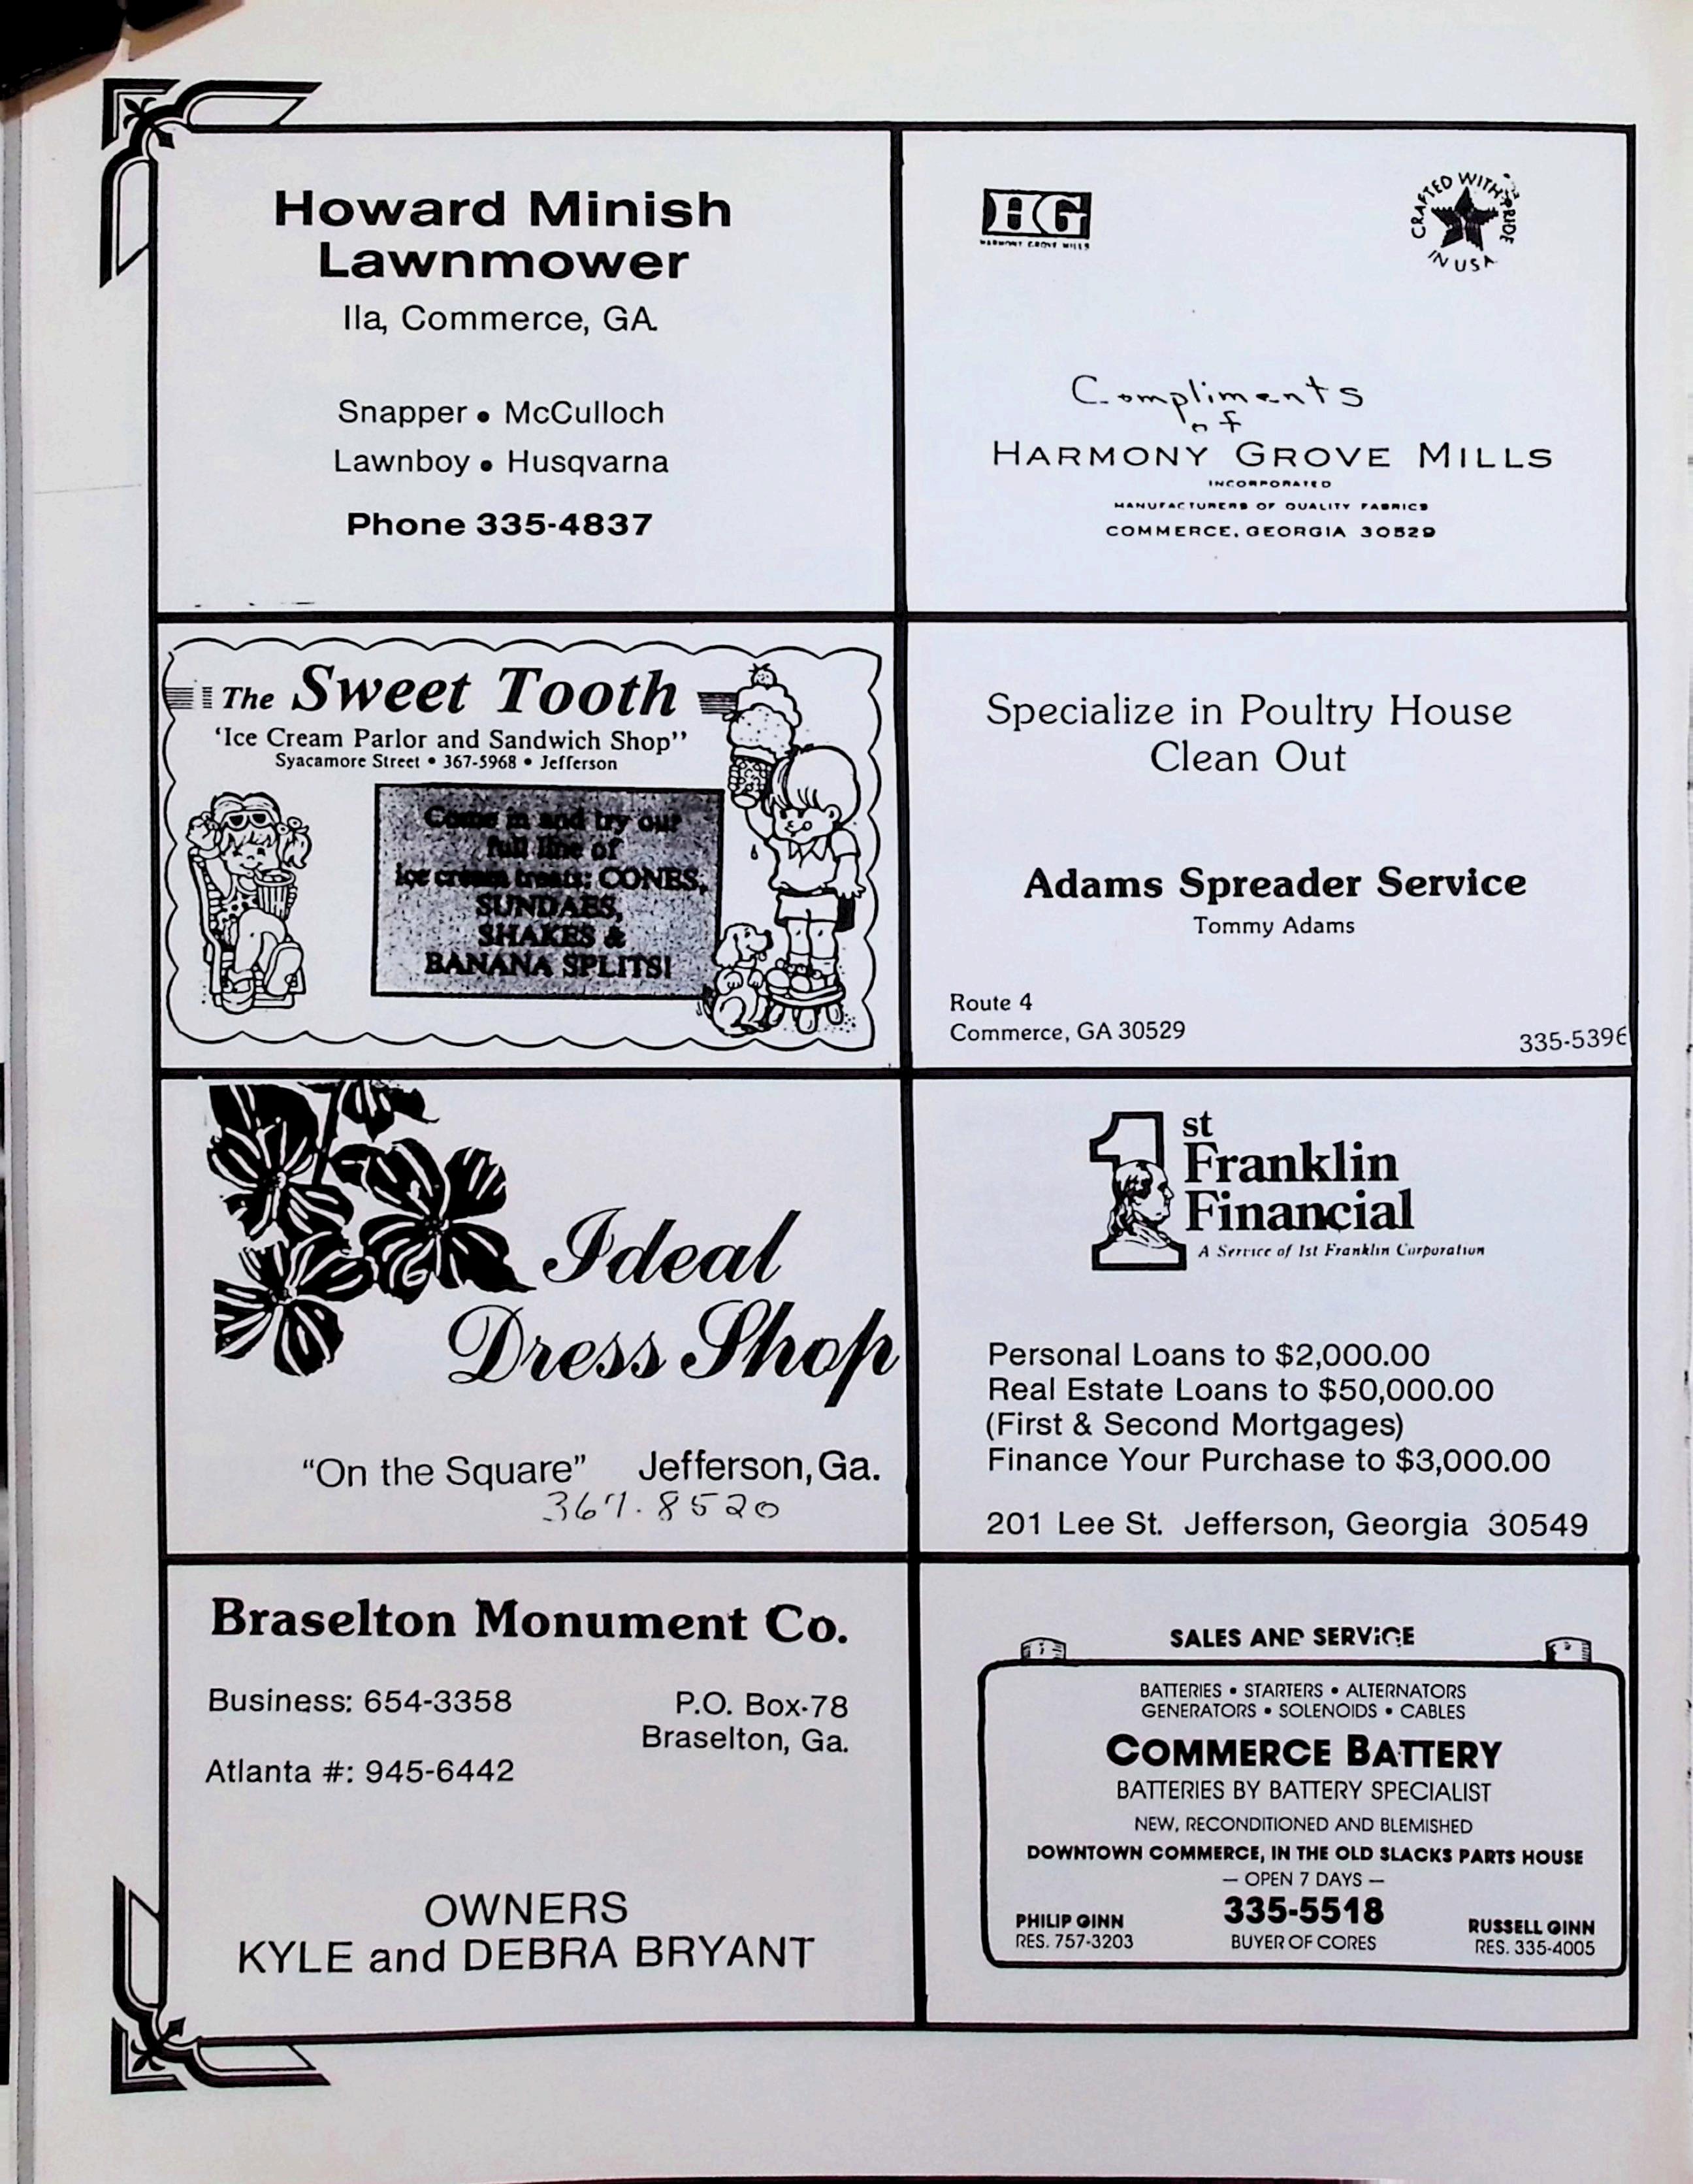 Howard Minish
Lawnmower
Ila, Commerce, GA.
Snapper • McCulloch
Lawnboy • Husqvarna
Phone 335-4837
HG
HARMONY GROVE MILLS
CRAFTED WITH PRIDE
IN USA
Compliments
of
HARMONY GROVE MILLS
INCORPORATED
MANUFACTURERS OF QUALITY FABRICS
COMMERCE, GEORGIA 30529
The Sweet Tooth
'Ice Cream Parlor and Sandwich Shop''
Syacamore Street • 367-5968 • Jefferson
Come in and try our
full line of
ice cream treats: CONES,
SUNDAES,
SHAKES &
BANANA SPLITS!
Specialize in Poultry House
Clean Out
Adams Spreader Service
Tommy Adams
Route 4
Commerce, GA 30529
335-5396
Ideal
Dress Shop
"On the Square" Jefferson, Ga.
367-8520
1st
Franklin
Financial
A Service of 1st Franklin Corporation
Personal Loans to $2,000.00
Real Estate Loans to $50,000.00
(First & Second Mortgages)
Finance Your Purchase to $3,000.00
201 Lee St. Jefferson, Georgia 30549
Braselton Monument Co.
Business: 654-3358
P.O. Box-78
Braselton, Ga.
Atlanta #: 945-6442
OWNERS
KYLE and DEBRA BRYANT
SALES AND SERVICE
BATTERIES • STARTERS • ALTERNATORS
GENERATORS • SOLENOIDS • CABLES
COMMERCE BATTERY
BATTERIES BY BATTERY SPECIALIST
NEW, RECONDITIONED AND BLEMISHED
DOWNTOWN COMMERCE, IN THE OLD SLACKS PARTS HOUSE
— OPEN 7 DAYS —
335-5518
BUYER OF CORES
PHILIP GINN
RES. 757-3203
RUSSELL GINN
RES. 335-4005